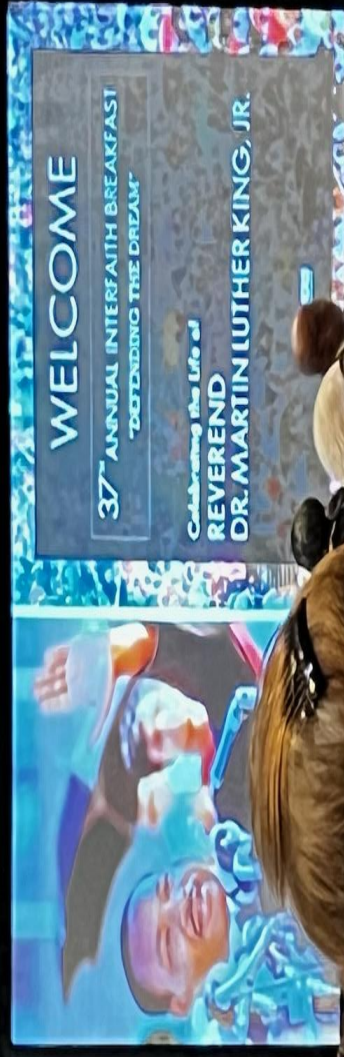 WELCOME
37TH ANNUAL INTERFAITH BREAKFAST
"DEFENDING THE DREAM"
Celebrating the Life of
REVEREND
DR. MARTIN LUTHER KING, JR.